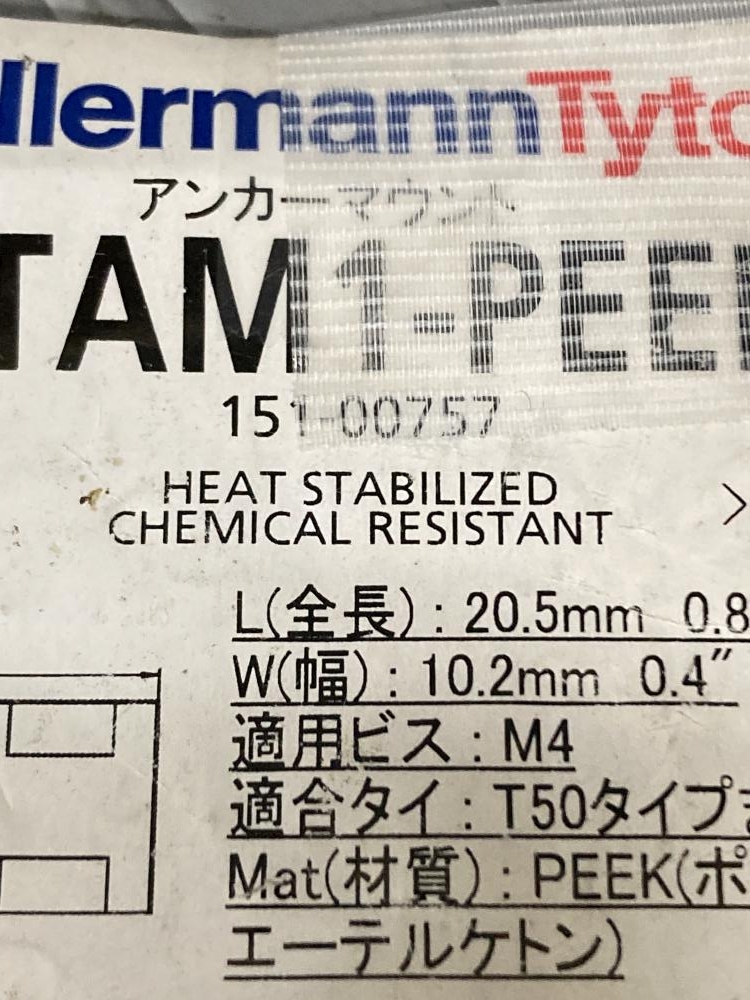 llermannTyto
アンカーマウント
TAM1-PEE
151-00757
HEAT STABILIZED
CHEMICAL RESISTANT
>
L(全長) : 20.5mm 0.8
W(幅) : 10.2mm 0.4″
適用ビス : M4
適合タイ : T50タイプ
Mat(材質) : PEEK(ポ
エーテルケトン)